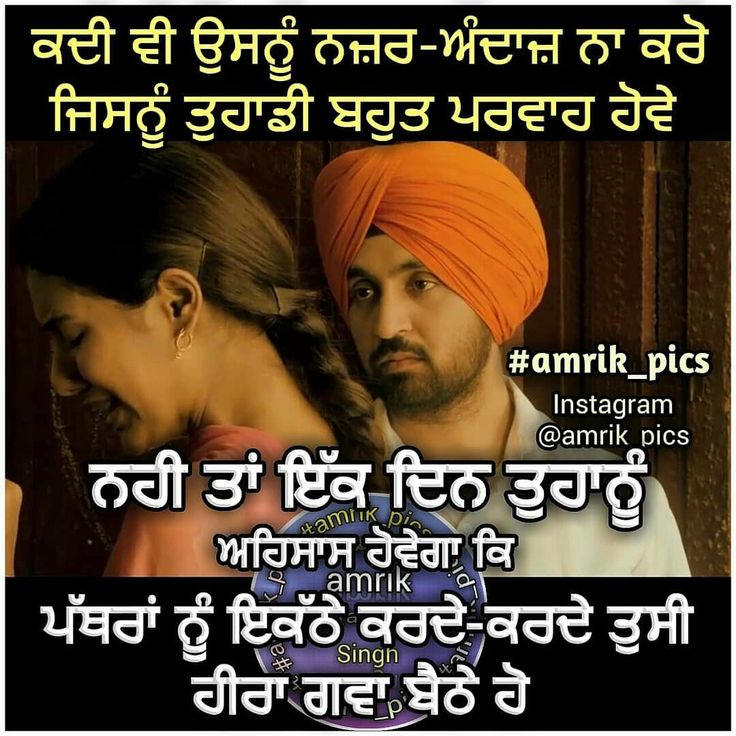 ਕਦੀ ਵੀ ਉਸਨੂੰ ਨਜ਼ਰ-ਅੰਦਾਜ਼ ਨਾ ਕਰੋ
ਜਿਸਨੂੰ ਤੁਹਾਡੀ ਬਹੁਤ ਪਰਵਾਹ ਹੋਵੇ
#amrik_pics
Instagram
@amrik_pics
ਨਹੀ ਤਾਂ ਇੱਕ ਦਿਨ ਤੁਹਾਨੂੰ
#amrik_pics
ਅਹਿਸਾਸ ਹੋਵੇਗਾ ਕਿ
amrik
ਪੱਥਰਾਂ ਨੂੰ ਇਕੱਠੇ ਕਰਦੇ-ਕਰਦੇ ਤੁਸੀ
Singh
ਹੀਰਾ ਗਵਾ ਬੈਠੇ ਹੋ